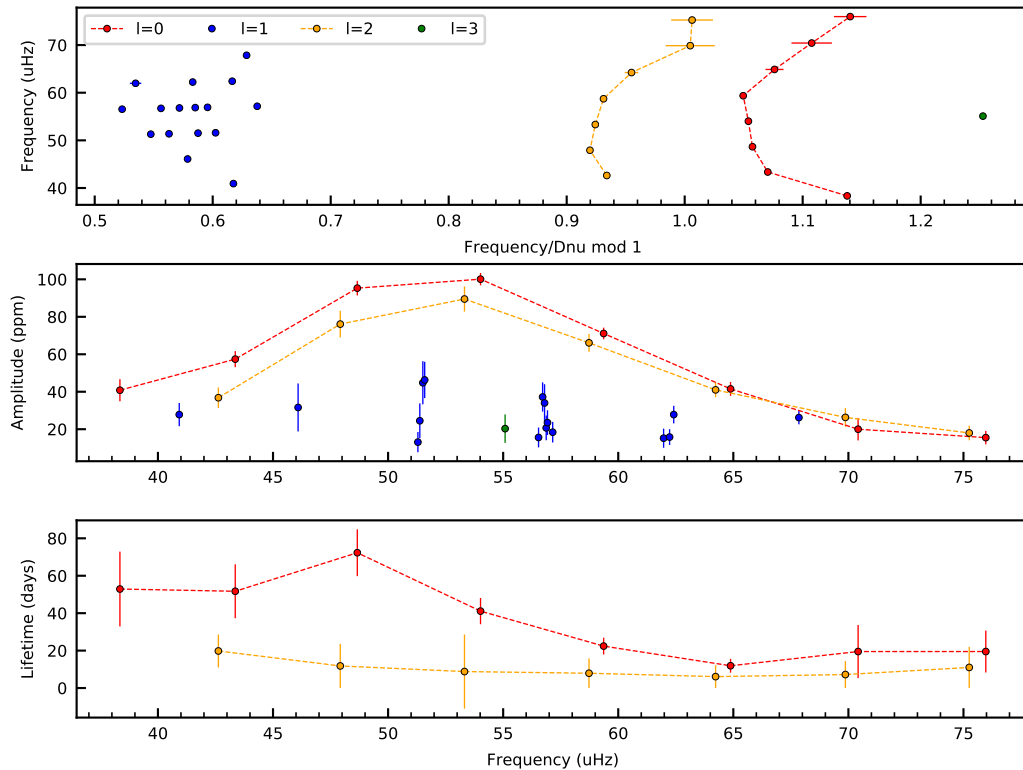 l=0 l=1 l=2 l=3
Frequency (uHz)
70
60
50
40
0.5 0.6 0.7 0.8 0.9 1.0 1.1 1.2
Frequency/Dnu mod 1
Amplitude (ppm)
100
80
60
40
20
0
40 45 50 55 60 65 70 75
Lifetime (days)
80
60
40
20
0
40 45 50 55 60 65 70 75
Frequency (uHz)